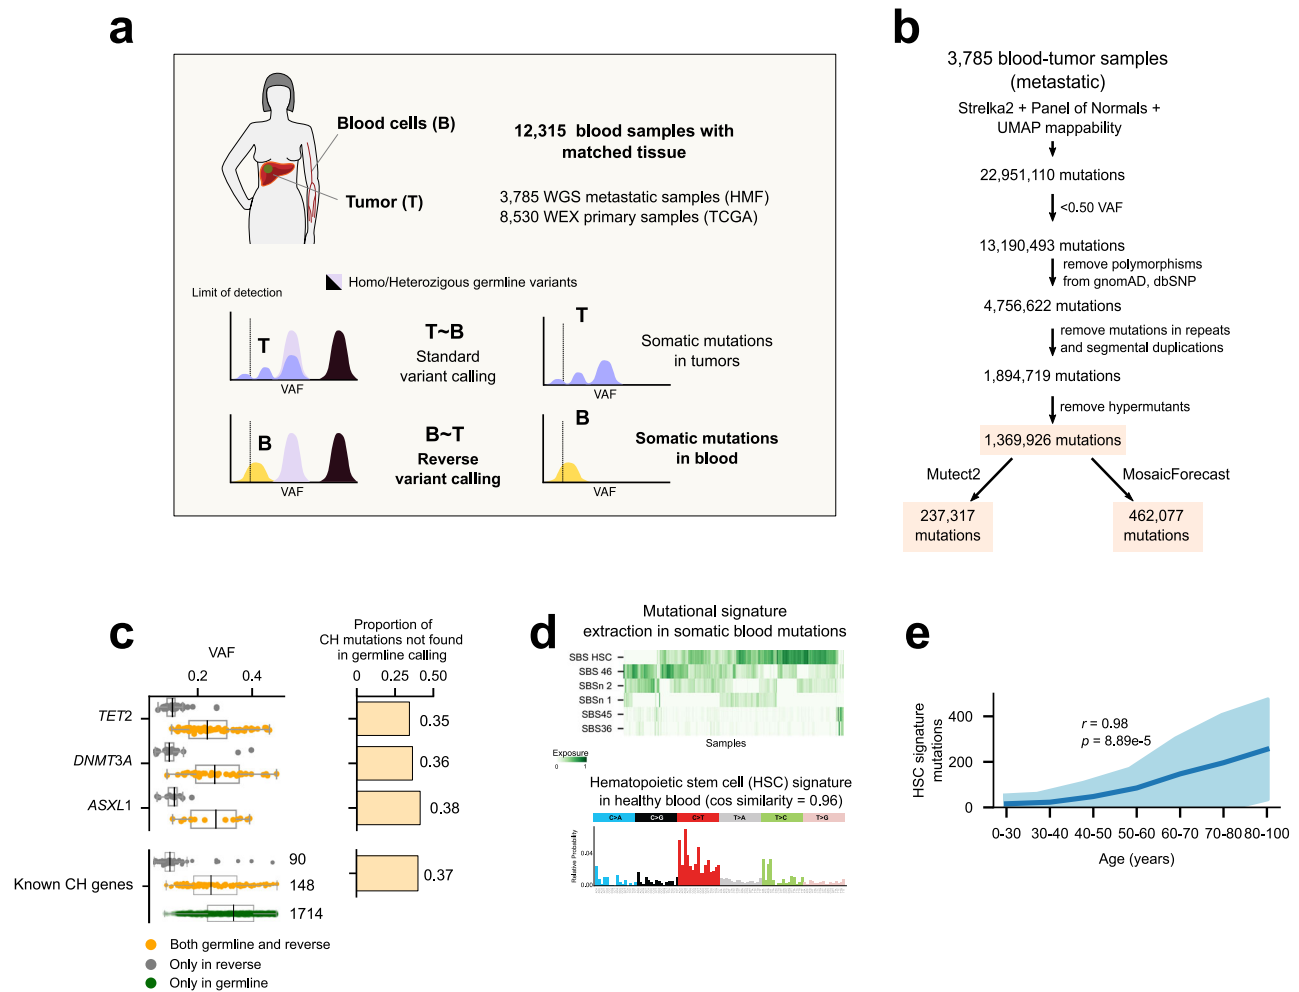 a
Blood cells (B)
Tumor (T)
12,315 blood samples with
matched tissue
3,785 WGS metastatic samples (HMF)
8,530 WEX primary samples (TCGA)
Homo/Heterozigous germline variants
Limit of detection
T
VAF
T~B
Standard
variant calling
T
VAF
Somatic mutations
in tumors
B
VAF
B~T
Reverse
variant calling
B
VAF
Somatic mutations
in blood
b
3,785 blood-tumor samples
(metastatic)
Strelka2 + Panel of Normals +
UMAP mappability
22,951,110 mutations
<0.50 VAF
13,190,493 mutations
remove polymorphisms
from gnomAD, dbSNP
4,756,622 mutations
remove mutations in repeats
and segmental duplications
1,894,719 mutations
remove hypermutants
1,369,926 mutations
Mutect2
MosaicForecast
237,317
mutations
462,077
mutations
c
VAF
0.2 0.4
Proportion of
CH mutations not found
in germline calling
0 0.25 0.50
TET2
0.35
DNMT3A
0.36
ASXL1
0.38
Known CH genes
90
148
1714
0.37
Both germline and reverse
Only in reverse
Only in germline
d
Mutational signature
extraction in somatic blood mutations
SBS HSC
SBS 46
SBSn 2
SBSn 1
SBS45
SBS36
Samples
Exposure
0 1
Hematopoietic stem cell (HSC) signature
in healthy blood (cos similarity = 0.96)
C>A C>G C>T T>A T>C T>G
Relative Probability
0.04
0.00
e
HSC signature
mutations
400
200
0
r = 0.98
p = 8.89e-5
0-30 30-40 40-50 50-60 60-70 70-80 80-100
Age (years)